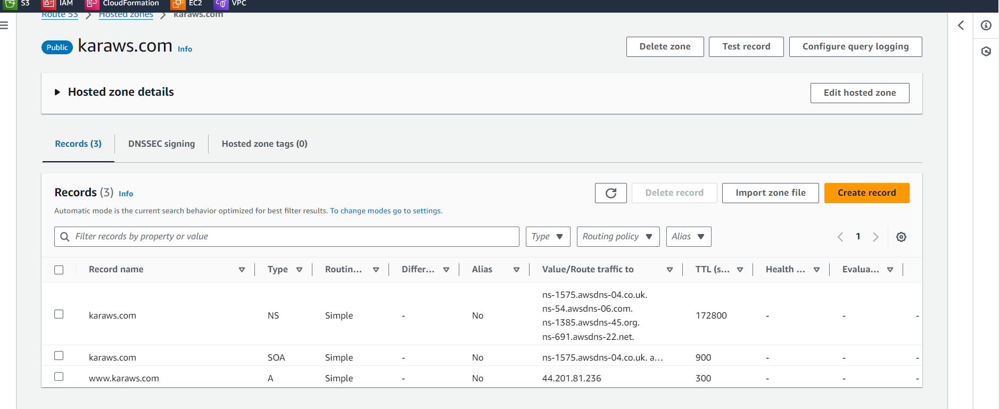 S3 IAM CloudFormation EC2 VPC
Route 53 Hosted zones karaws.com
Public karaws.com Info
Delete zone Test record Configure query logging
Hosted zone details
Edit hosted zone
Records (3) DNSSEC signing Hosted zone tags (0)
Records (3) Info
Delete record Import zone file Create record
Automatic mode is the current search behavior optimized for best filter results. To change modes go to settings.
Filter records by property or value Type Routing policy Alias 1
Record name Type Routin... Differ... Alias Value/Route traffic to TTL (s... Health ... Evalua...
ns-1575.awsdns-04.co.uk.
ns-54.awsdns-06.com.
karaws.com NS Simple - No 172800 - - -
ns-1385.awsdns-45.org.
ns-691.awsdns-22.net.
karaws.com SOA Simple - No ns-1575.awsdns-04.co.uk. a... 900 - - -
www.karaws.com A Simple - No 44.201.81.236 300 - - -